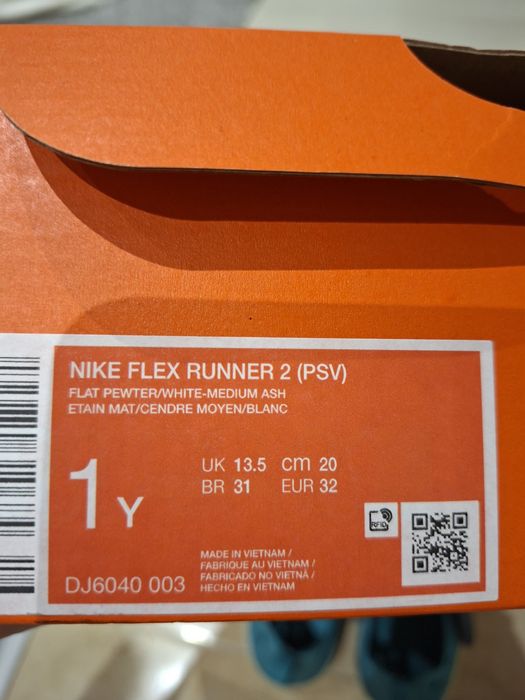 NIKE FLEX RUNNER 2 (PSV)
FLAT PEWTER/WHITE-MEDIUM ASH
ETAIN MAT/CENDRE MOYEN/BLANC
1 Y
UK 13.5 cm 20
BR 31 EUR 32
RFID
MADE IN VIETNAM /
FABRIQUE AU VIETNAM /
FABRICADO NO VIETNÃ /
HECHO EN VIETNAM
DJ6040 003